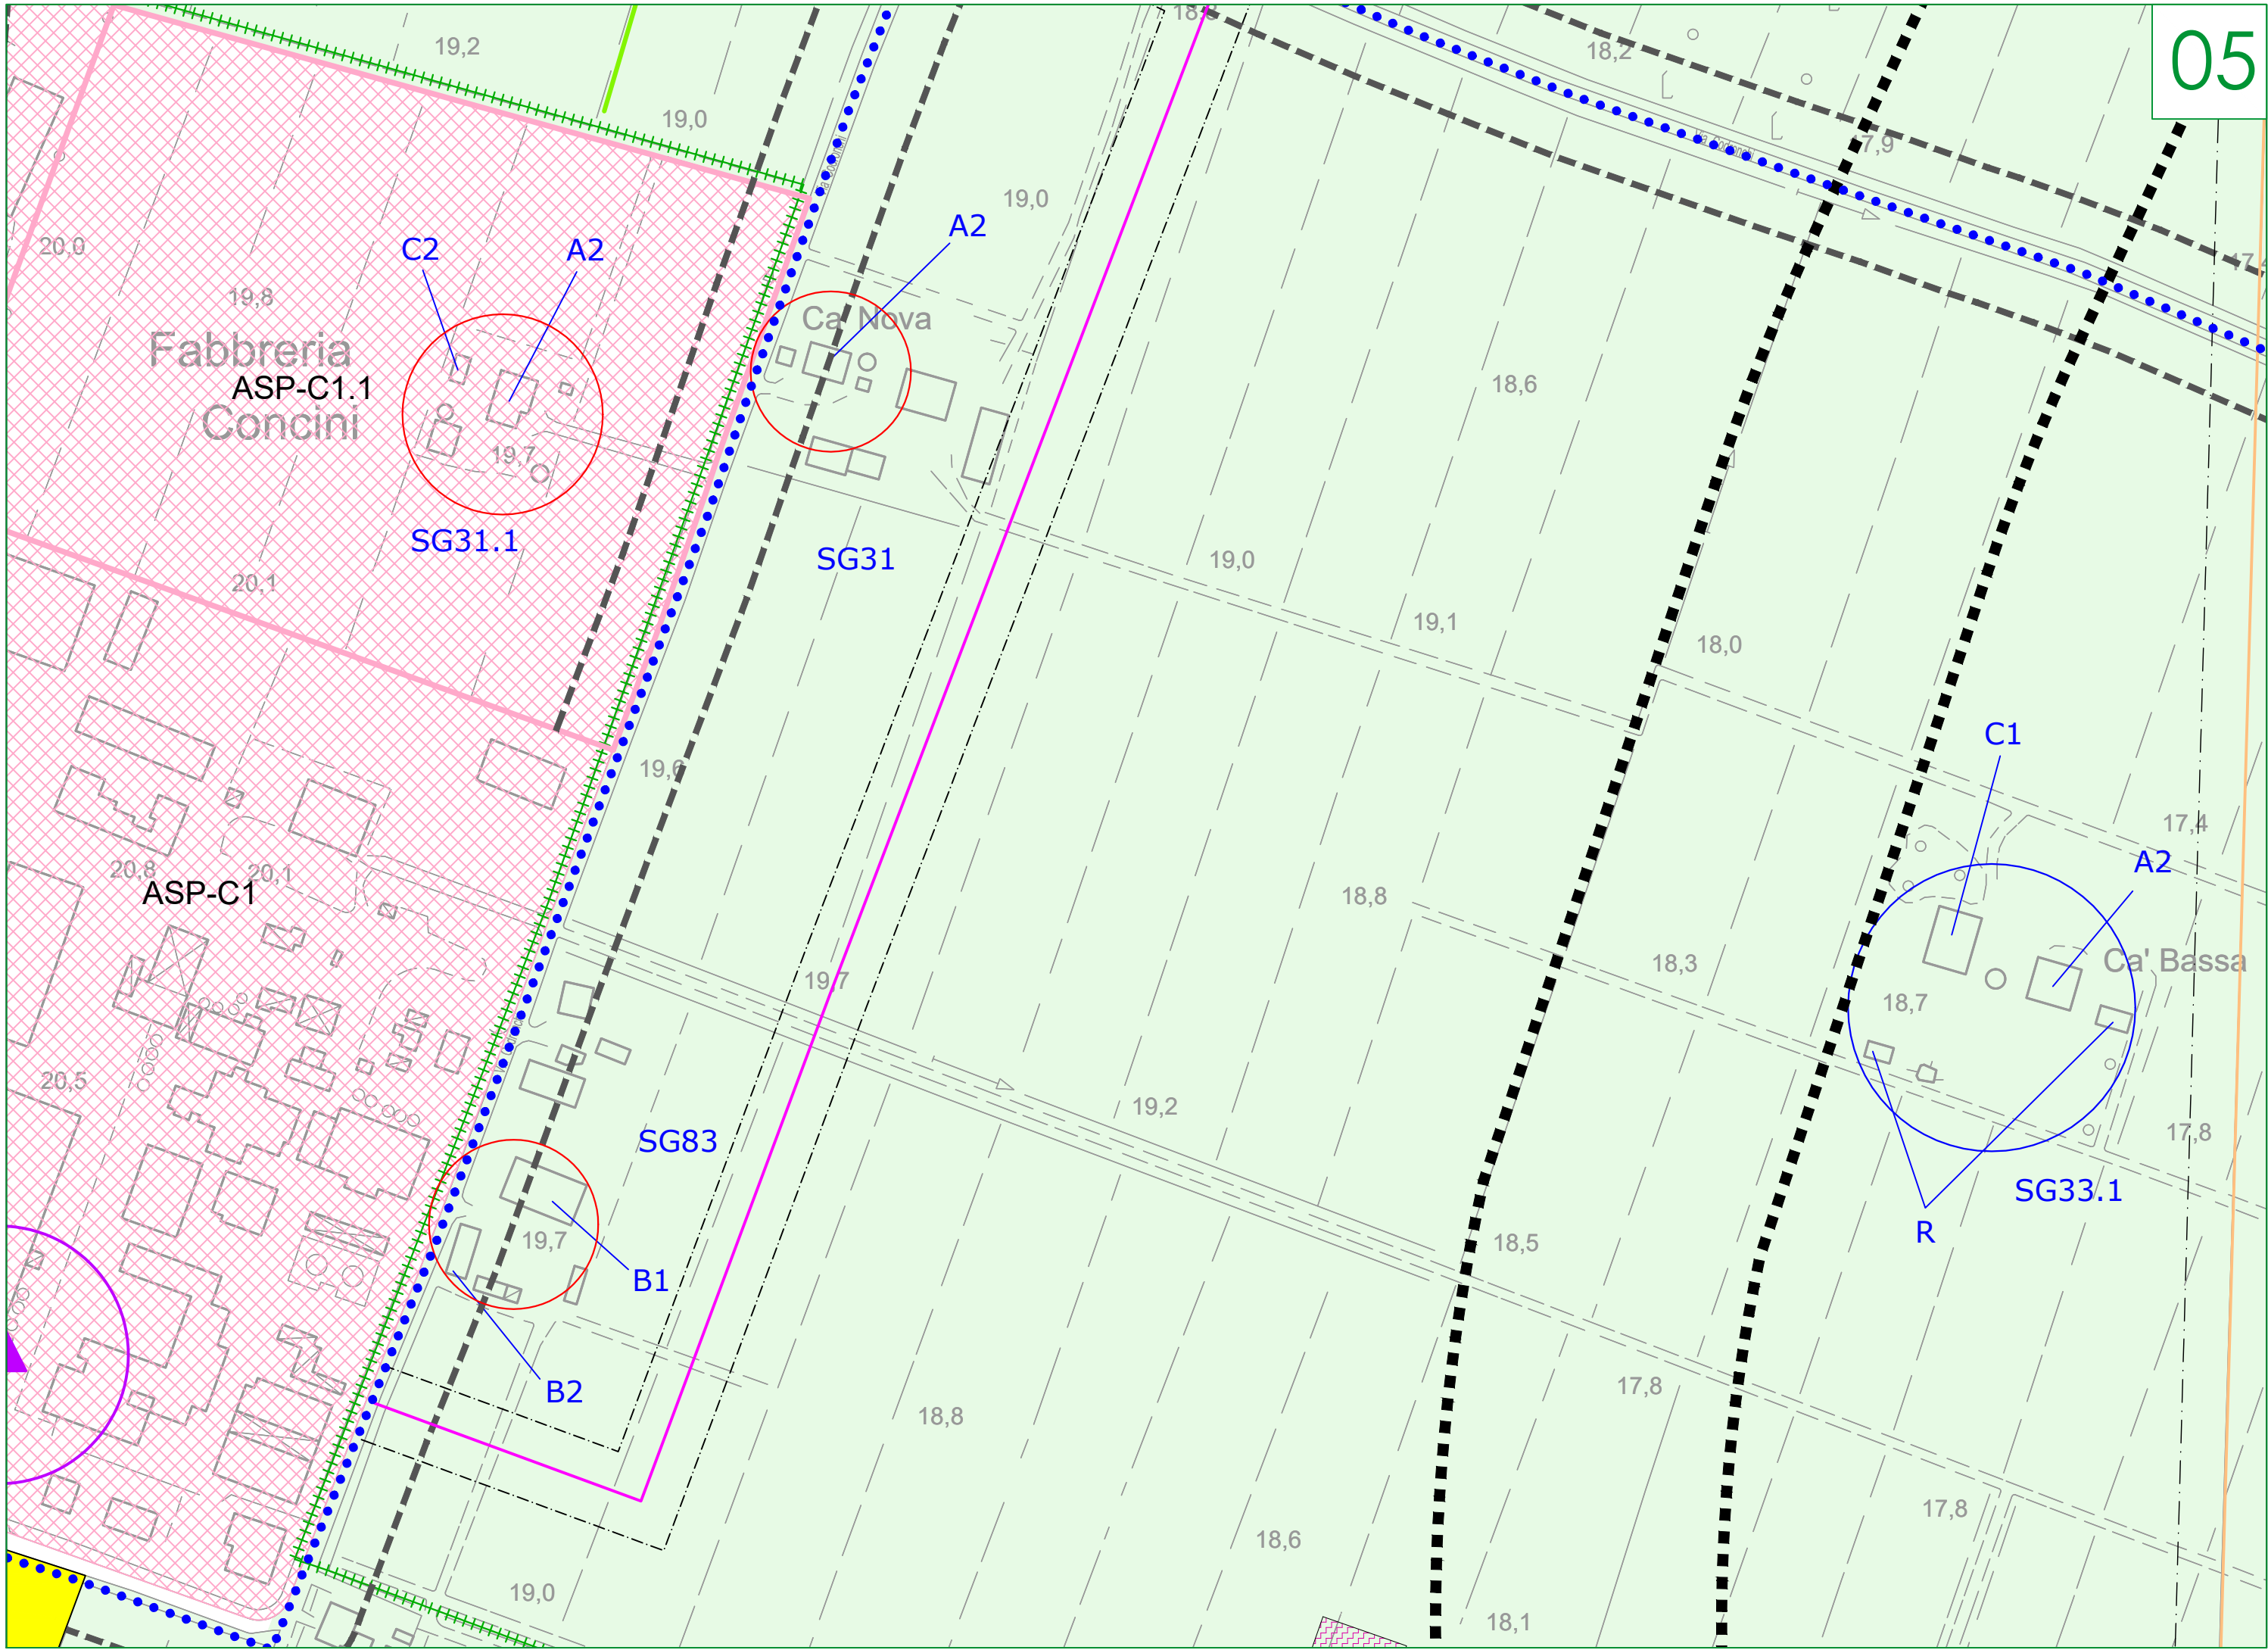 05
18,2
19,2
17,9
19,0
19,0
A2
C2
A2
20,0
19,8
Ca' Nova
Fabbreria
ASP-C1.1
Concini
18,6
19,7
SG31.1
SG31
19,0
20,1
19,1
18,0
C1
19,6
17,4
A2
20,8
20,1
ASP-C1
18,8
Ca' Bassa
18,3
19,7
18,7
20,5
19,2
SG83
17,8
SG33.1
R
19,7
18,5
B1
B2
17,8
18,8
17,8
18,6
19,0
18,1